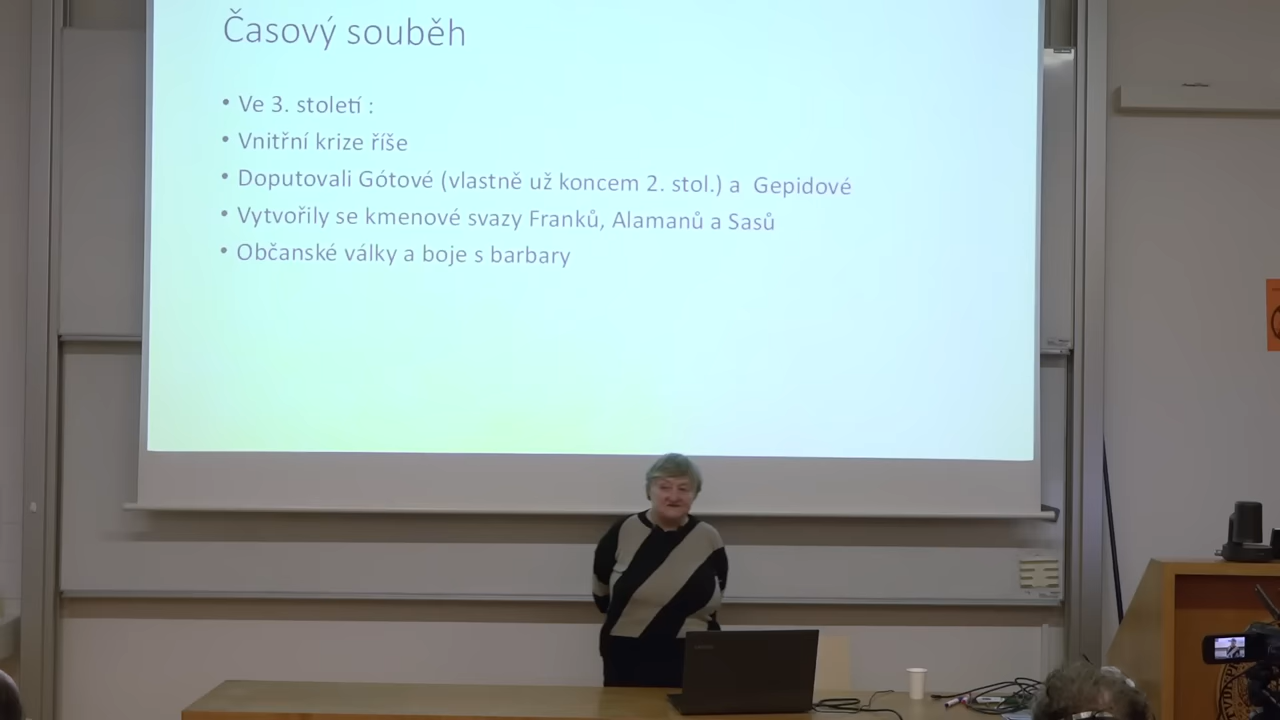 Časový souběh
• Ve 3. století :
• Vnitřní krize říše
• Doputovali Gótové (vlastně už koncem 2. stol.) a Gepidové
• Vytvořily se kmenové svazy Franků, Alamanů a Sasů
• Občanské války a boje s barbary